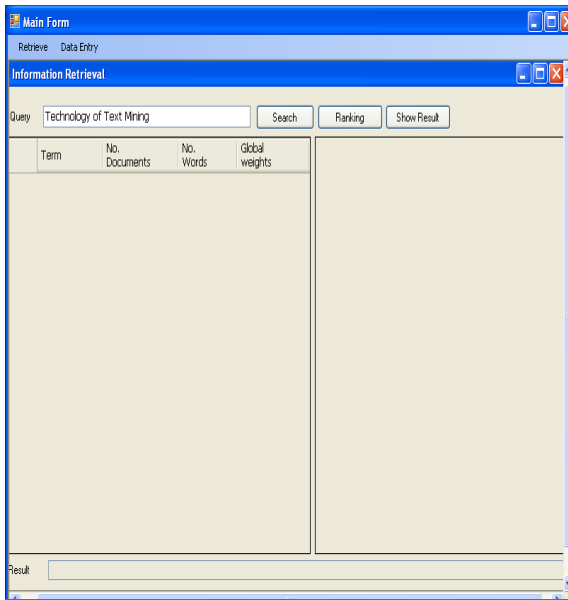 Main Form
Retrieve Data Entry
Information Retrieval
Query Technology of Text Mining Search Ranking Show Result
Term No. Documents No. Words Global weights
Result